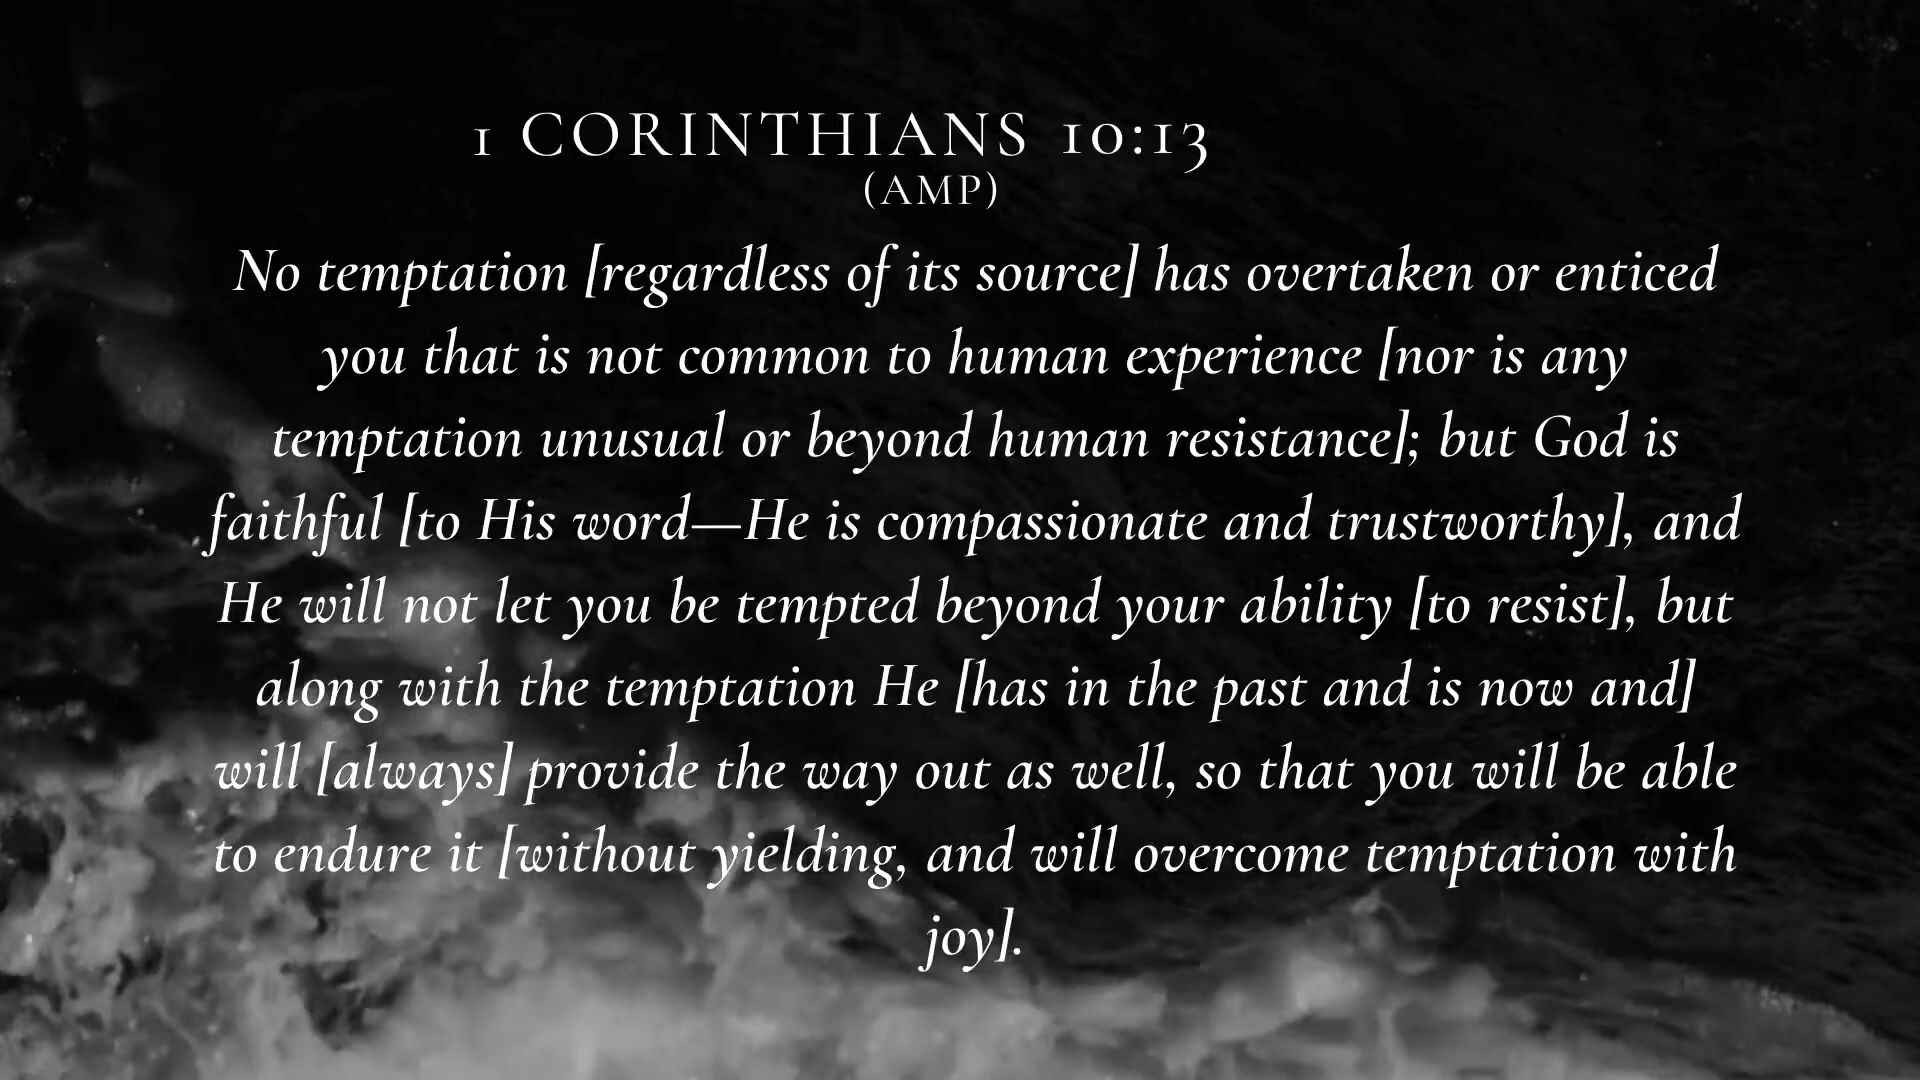 1 CORINTHIANS 10:13
(AMP)
No temptation [regardless of its source] has overtaken or enticed
you that is not common to human experience [nor is any
temptation unusual or beyond human resistance]; but God is
faithful [to His word—He is compassionate and trustworthy], and
He will not let you be tempted beyond your ability [to resist], but
along with the temptation He [has in the past and is now and]
will [always] provide the way out as well, so that you will be able
to endure it [without yielding, and will overcome temptation with
joy].